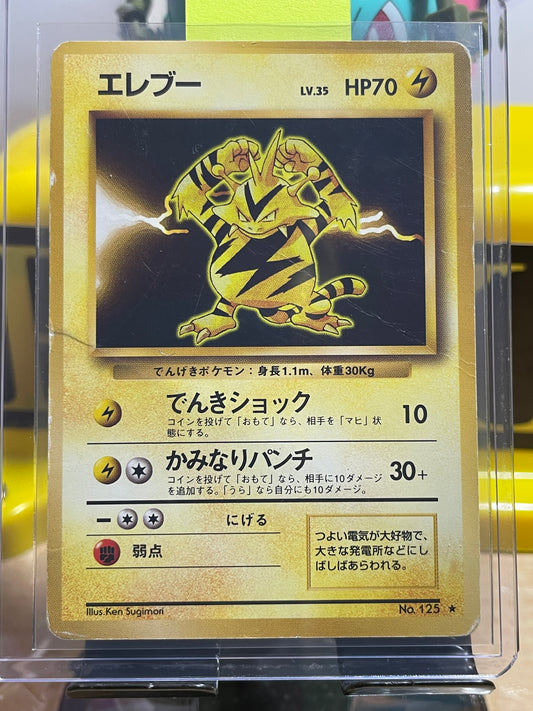 エレブー LV.35 HP70
でんげきポケモン：身長1.1m、体重30Kg
でんきショック 10
コインを投げて「おもて」なら、相手を「マヒ」状
態にする。
かみなりパンチ 30+
コインを投げて「おもて」なら、相手に10ダメージ
を追加する。「うら」なら自分にも10ダメージ。
にげる
弱点
つよい電気が大好物で、
大きな発電所などにし
ばしばあらわれる。
Illus.Ken Sugimori
No.125 ★